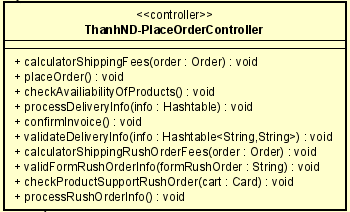 <<controller>>
ThanhND-PlaceOrderController
+ calculatorShippingFees(order : Order) : void
+ placeOrder() : void
+ checkAvailiabilityOfProducts() : void
+ processDeliveryInfo(info : Hashtable) : void
+ confirmInvoice() : void
+ validateDeliveryInfo(info : Hashtable<String,String>) : void
+ calculatorShippingRushOrderFees(order : Order) : void
+ validFormRushOrderInfo(formRushOrder : String) : void
+ checkProductSupportRushOrder(cart : Card) : void
+ processRushOrderInfo() : void